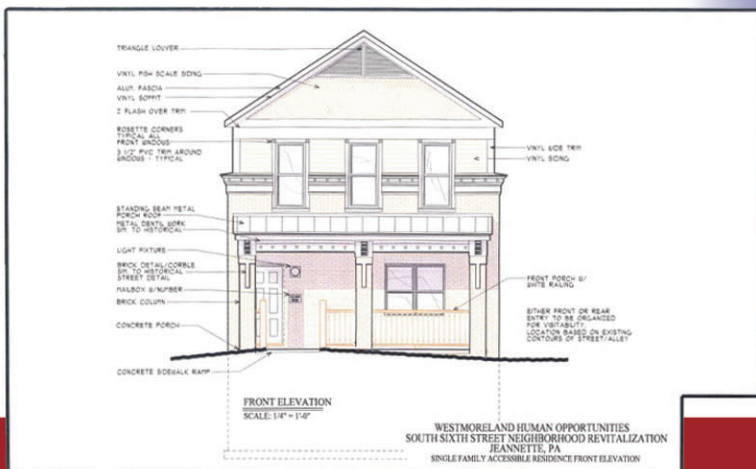 TRIANGLE LOUVER
VINYL FISH SCALE SIDING
ALUM. FASCIA
VINYL SOFFIT
Z FLASH OVER TRIM
ROSETTE CORNERS
TYPICAL ALL
FRONT WNDOWS
3 1/2" PVC TRIM AROUND
WNDOWS - TYPICAL
VINYL WIDE TRIM
VINYL SIDING
STANDING SEAM METAL
PORCH ROOF
METAL DENTIL WORK
SIM. TO HISTORICAL
LIGHT FIXTURE
BRICK DETAIL/CORBLE
SIM. TO HISTORICAL
STREET DETAIL
MAILBOX W/NUMBER
BRICK COLUMN
CONCRETE PORCH
CONCRETE SIDEWALK RAMP
FRONT PORCH W/
WHITE RAILING
EITHER FRONT OR REAR
ENTRY TO BE ORGANIZED
FOR VISITABILITY.
LOCATION BASED ON EXISTING
CONTOURS OF STREET/ALLEY
FRONT ELEVATION
SCALE: 1/4" = 1'-0"
WESTMORELAND HUMAN OPPORTUNITIES
SOUTH SIXTH STREET NEIGHBORHOOD REVITALIZATION
JEANNETTE, PA
SINGLE FAMILY ACCESSIBLE RESIDENCE FRONT ELEVATION